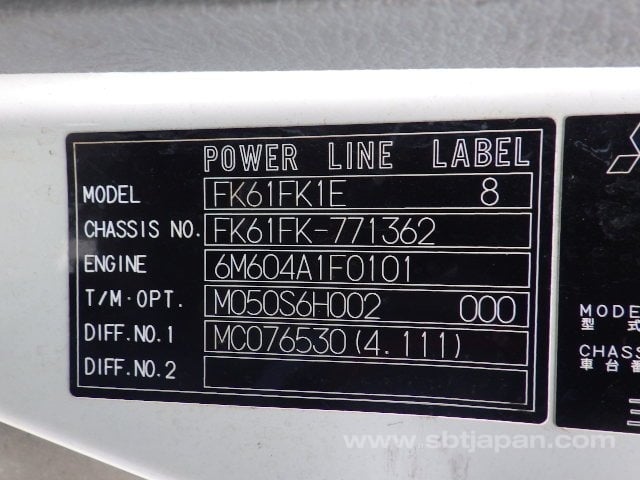 POWER LINE LABEL
MODEL FK61FK1E 8
CHASSIS NO. FK61FK-771362
ENGINE 6M604A1F0101
T/M·OPT. M050S6H002 000
DIFF.NO.1 MC076530(4.111)
DIFF.NO.2
MODE
型 式
CHASS
車台番
www.sbtjapan.com